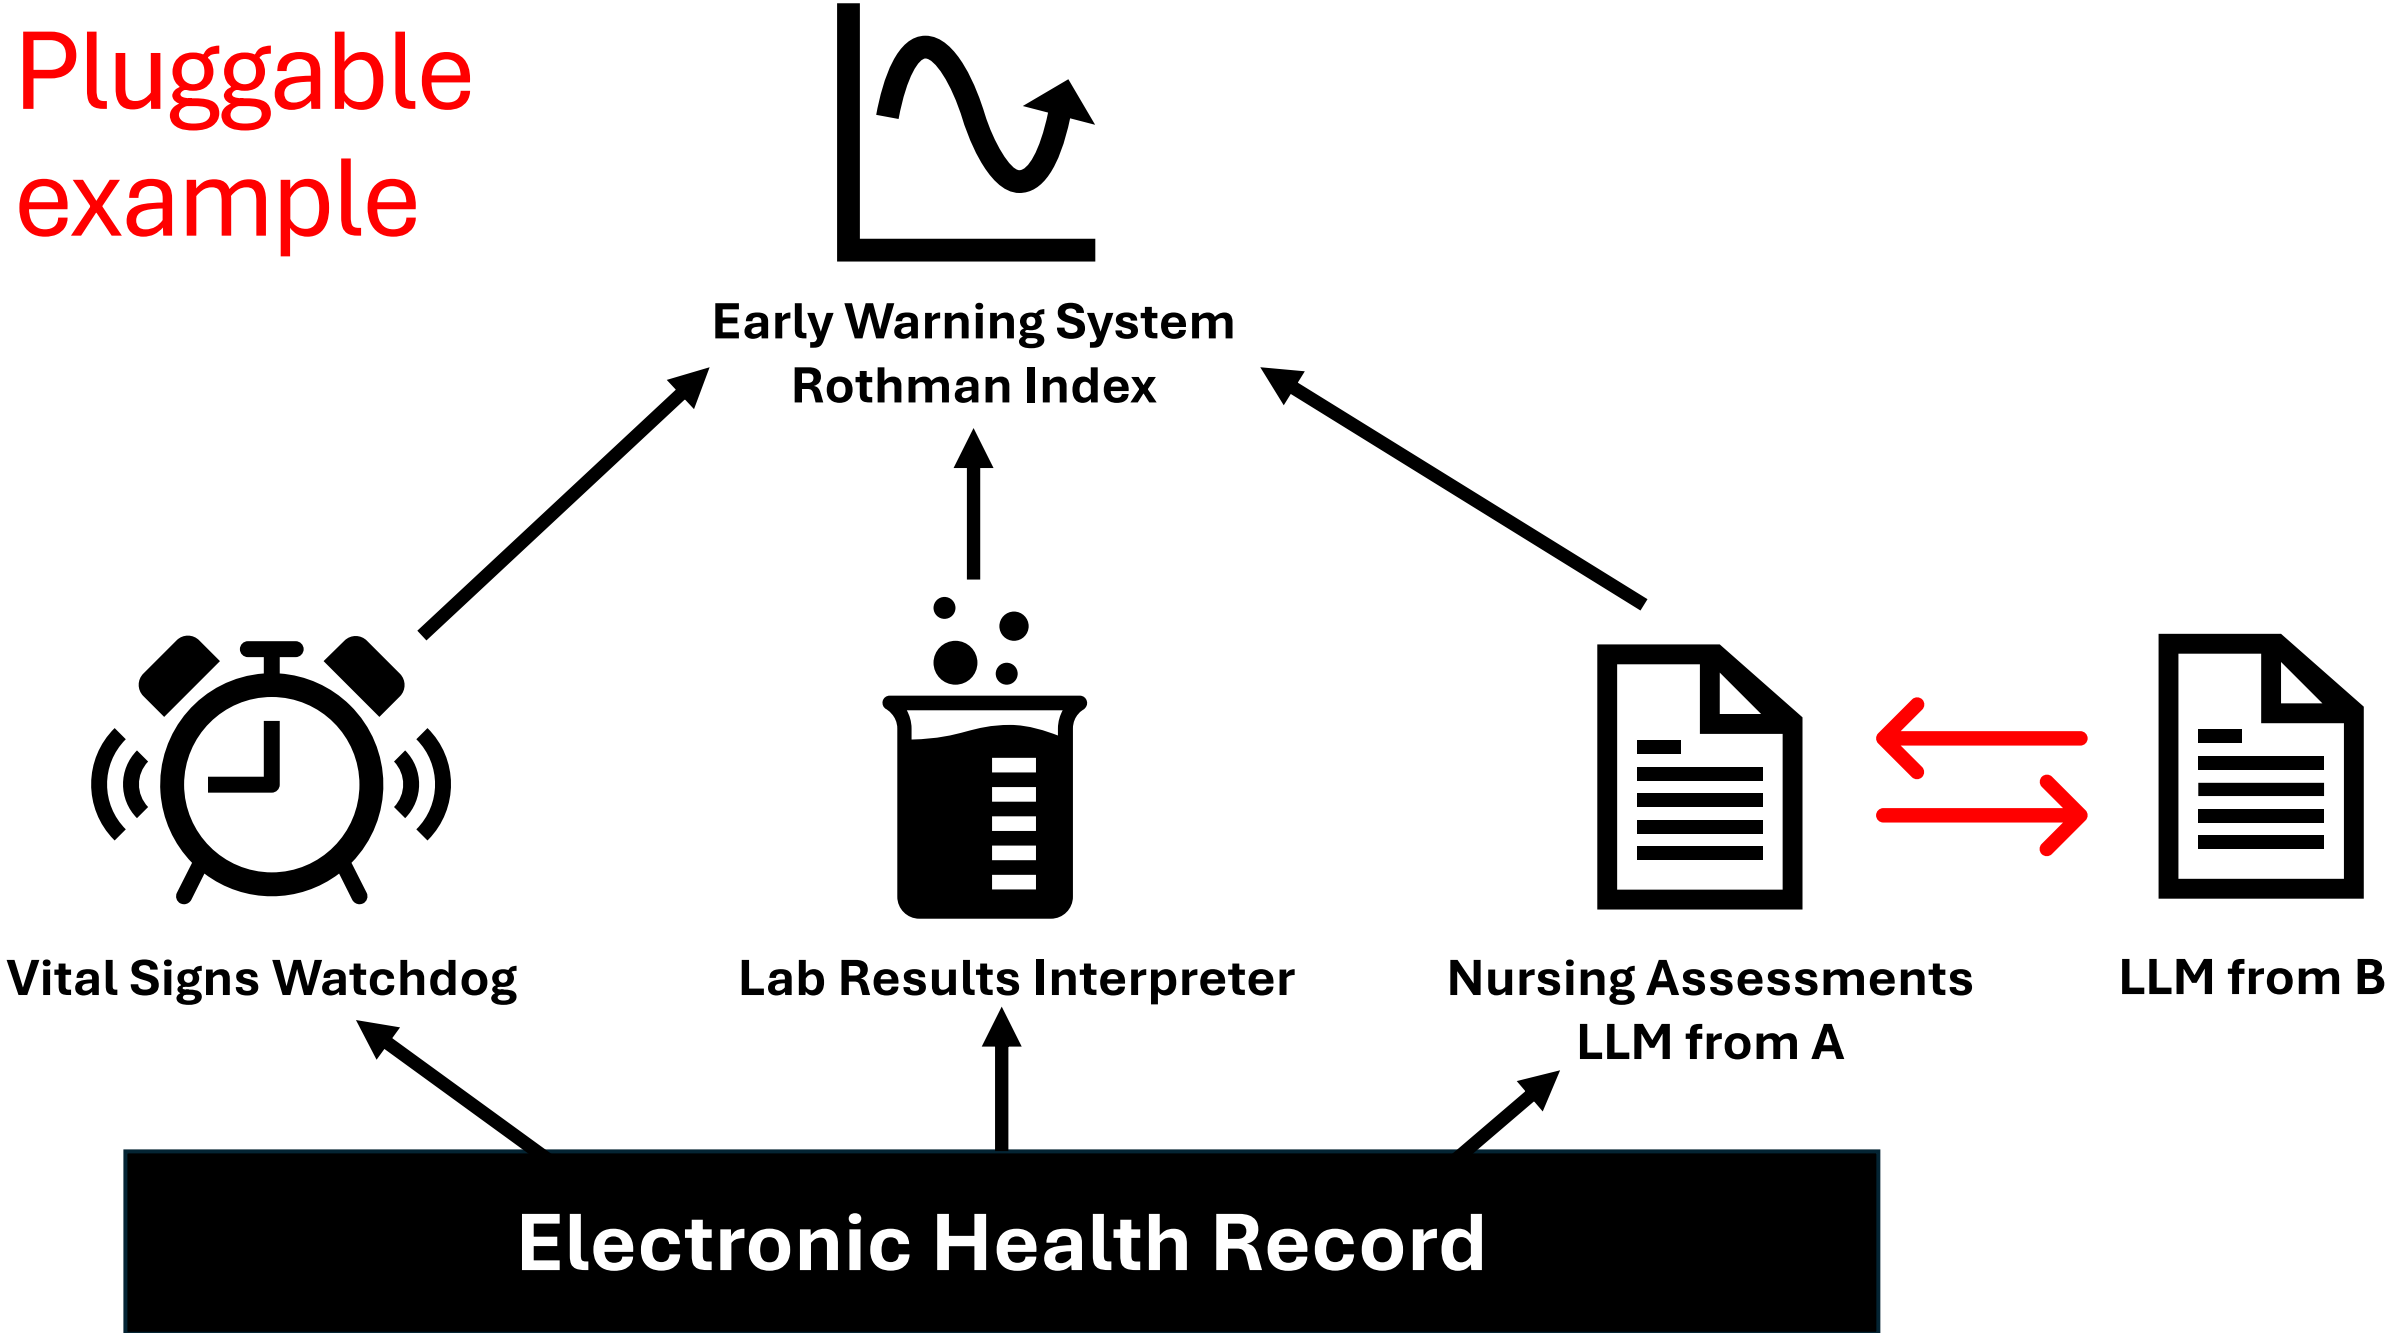 Pluggable
example
Early Warning System
Rothman Index
Vital Signs Watchdog
Lab Results Interpreter
Nursing Assessments
LLM from A
LLM from B
Electronic Health Record